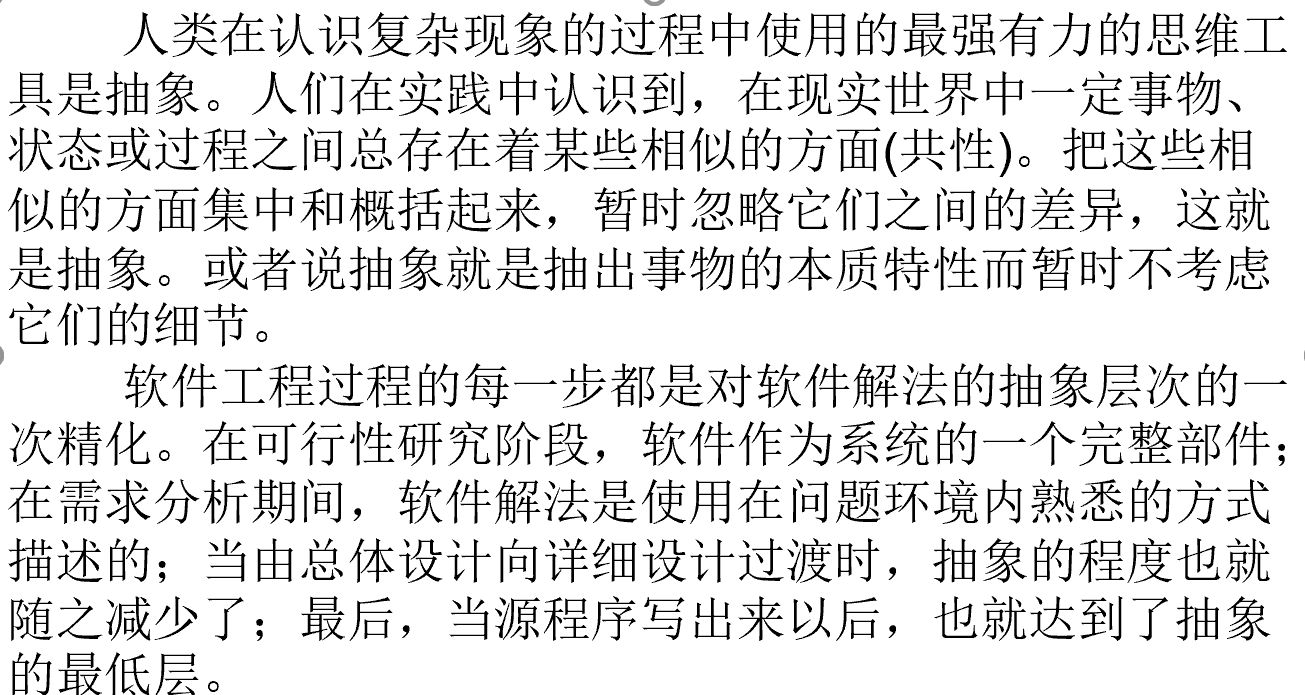 人类在认识复杂现象的过程中使用的最强有力的思维工
具是抽象。人们在实践中认识到，在现实世界中一定事物、
状态或过程之间总存在着某些相似的方面(共性)。把这些相
似的方面集中和概括起来，暂时忽略它们之间的差异，这就
是抽象。或者说抽象就是抽出事物的本质特性而暂时不考虑
它们的细节。
软件工程过程的每一步都是对软件解法的抽象层次的一
次精化。在可行性研究阶段，软件作为系统的一个完整部件；
在需求分析期间，软件解法是使用在问题环境内熟悉的方式
描述的；当由总体设计向详细设计过渡时，抽象的程度也就
随之减少了；最后，当源程序写出来以后，也就达到了抽象
的最低层。